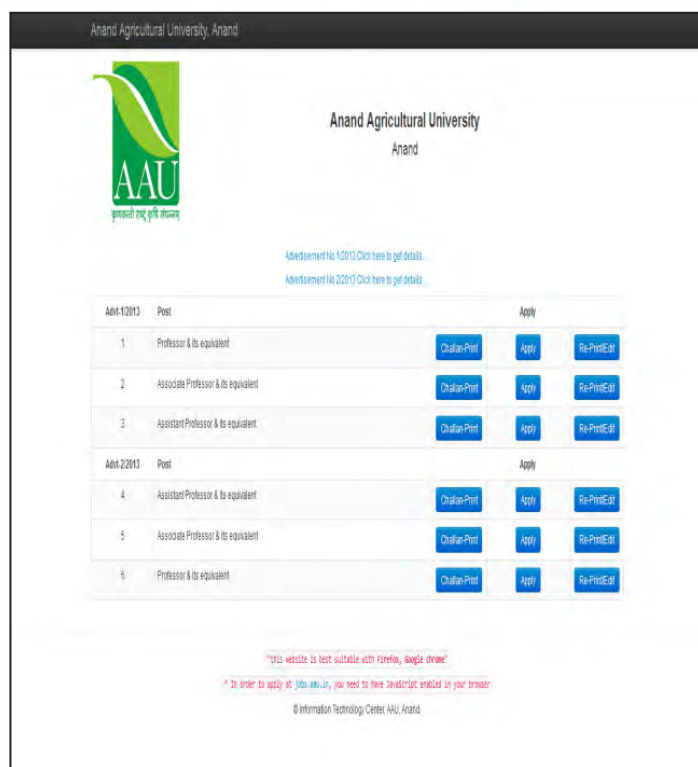 Anand Agricultural University, Anand
AAU
Anand Agricultural University
Anand
Advertisement No 1/2013 Click here to get details .
Advertisement No 2/2013 Click here to get details .
Advt-1/2013 Post Apply
1 Professor & its equivalent Challan-Print Apply Re-Print/Edit
2 Associate Professor & its equivalent Challan-Print Apply Re-Print/Edit
3 Assistant Professor & its equivalent Challan-Print Apply Re-Print/Edit
Advt-2/2013 Post Apply
4 Assistant Professor & its equivalent Challan-Print Apply Re-Print/Edit
5 Associate Professor & its equivalent Challan-Print Apply Re-Print/Edit
6 Professor & its equivalent Challan-Print Apply Re-Print/Edit
"this website is best suitable with Firefox, Google chrome"
* In order to apply at jobs.aau.in, you need to have JavaScript enabled in your browser
© Information Technology Center, AAU, Anand.